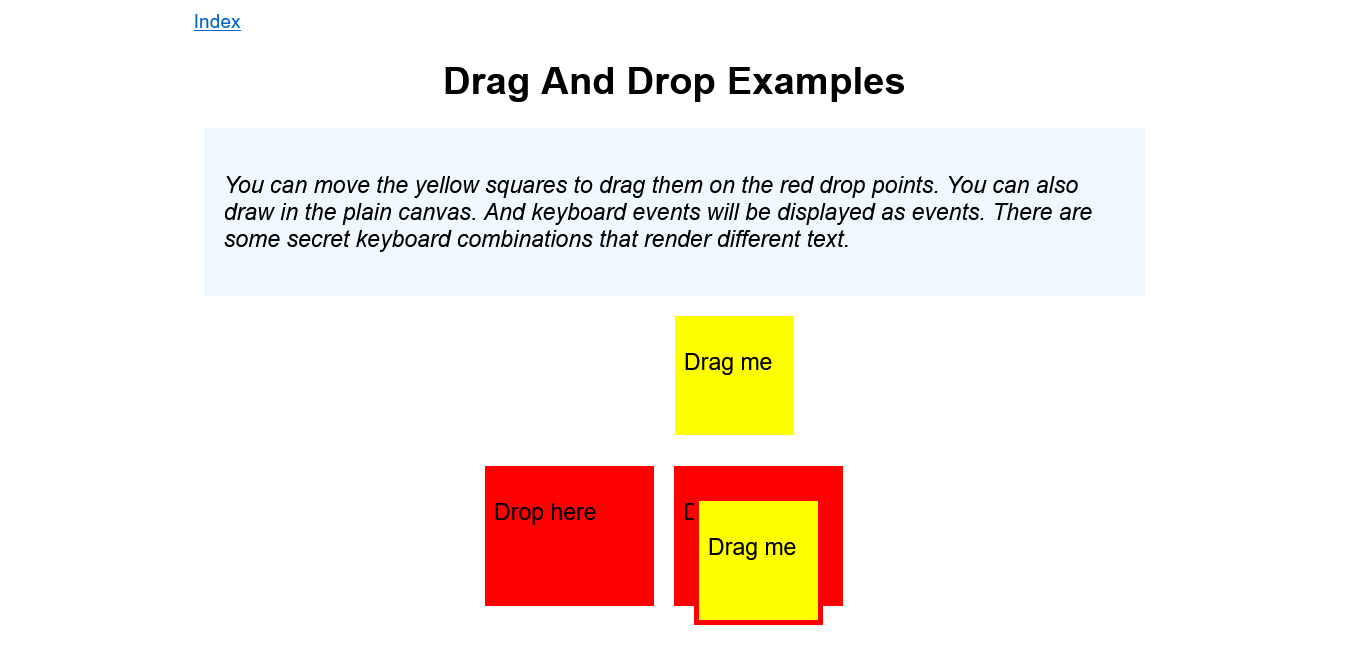 Index
Drag And Drop Examples
You can move the yellow squares to drag them on the red drop points. You can also
draw in the plain canvas. And keyboard events will be displayed as events. There are
some secret keyboard combinations that render different text.
Drag me
Drop here
Drag me